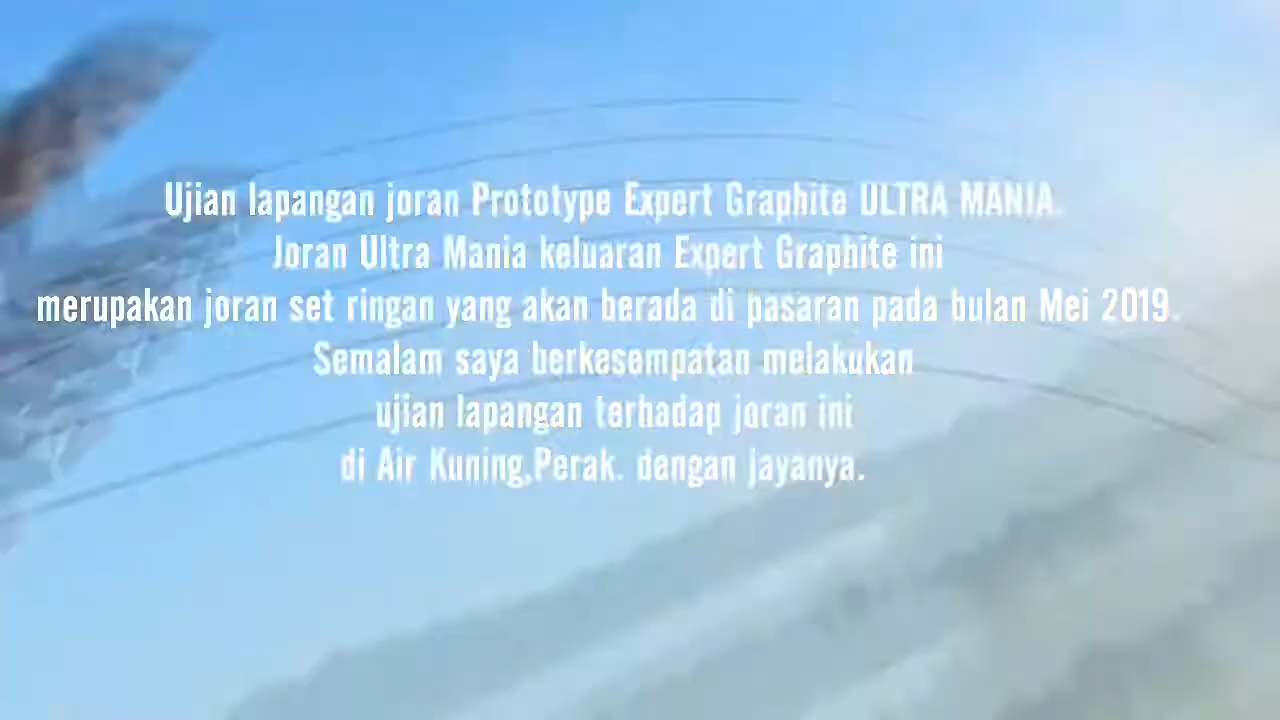 Ujian lapangan joran Prototype Expert Graphite ULTRA MANIA.
Joran Ultra Mania keluaran Expert Graphite ini
merupakan joran set ringan yang akan berada di pasaran pada bulan Mei 2019.
Semalam saya berkesempatan melakukan
ujian lapangan terhadap joran ini
di Air Kuning,Perak. dengan jayanya.